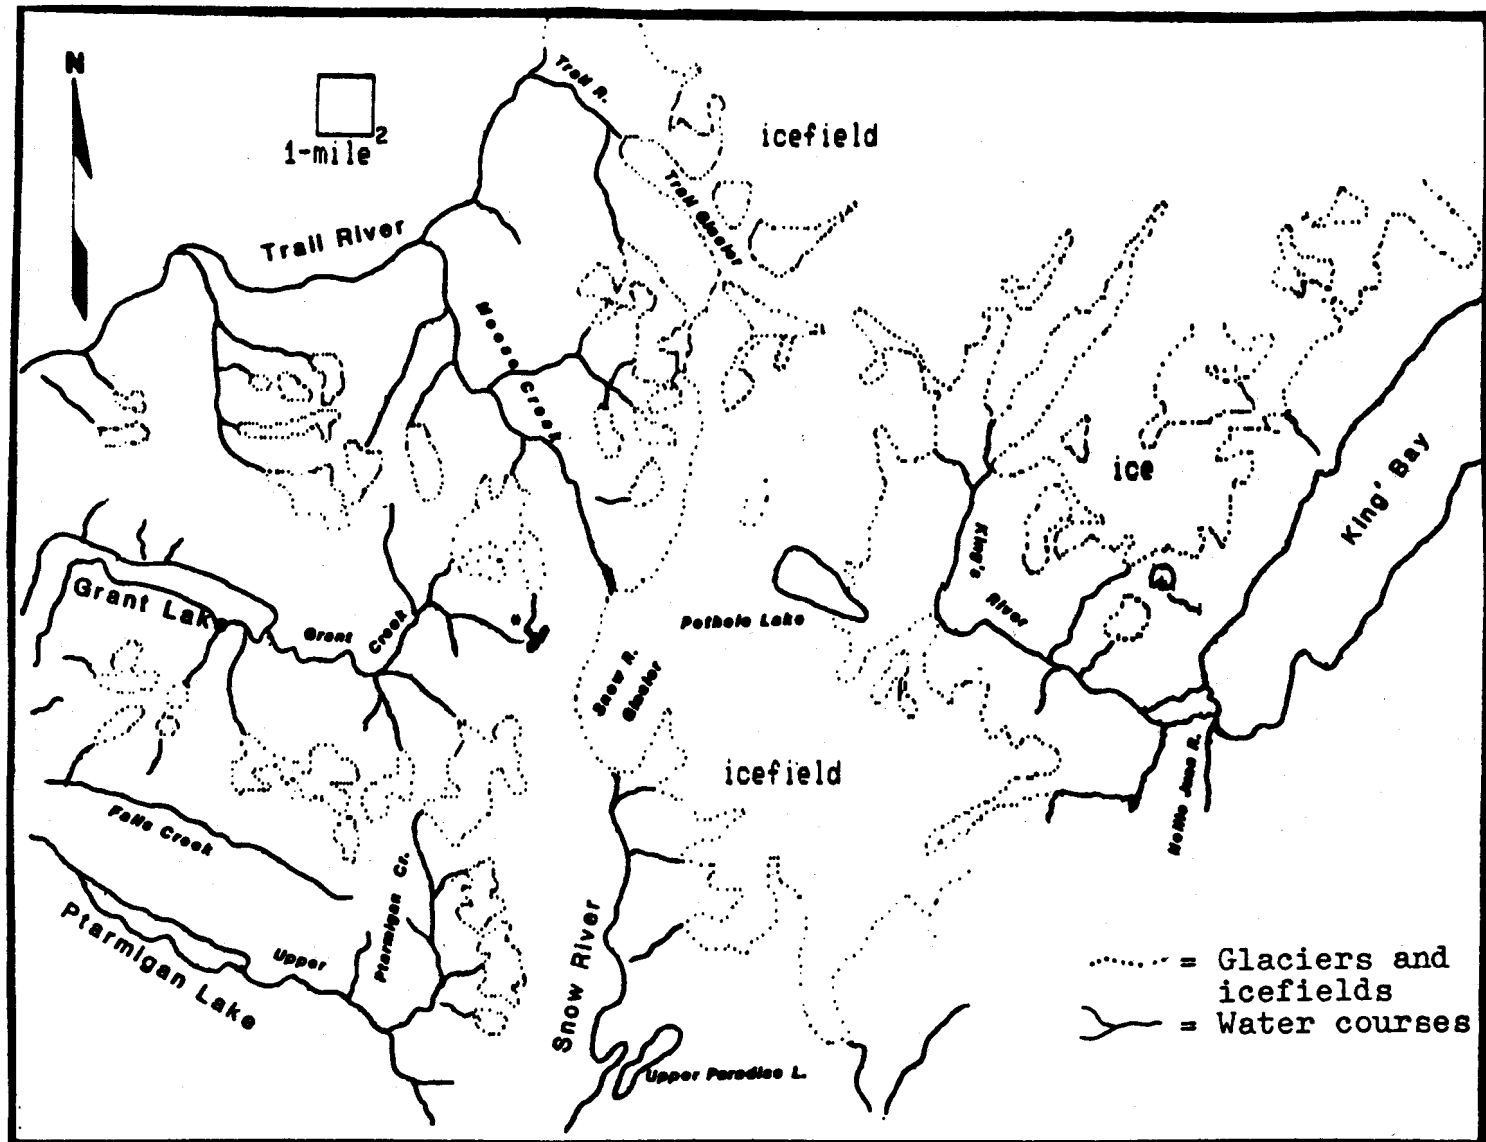 N
1-mile²
Trail R.
icefield
Trail Glacier
Trail River
Moose Creek
ice
King' Bay
King's
River
Grant Lake
Grant
Creek
Pothole Lake
Snow R.
Glacier
icefield
Nellie Juan R.
Falls Creek
Ptarmigan Cr.
Upper
Ptarmigan Lake
Snow River
Upper Paradise L.
= Glaciers and
icefields
= Water courses